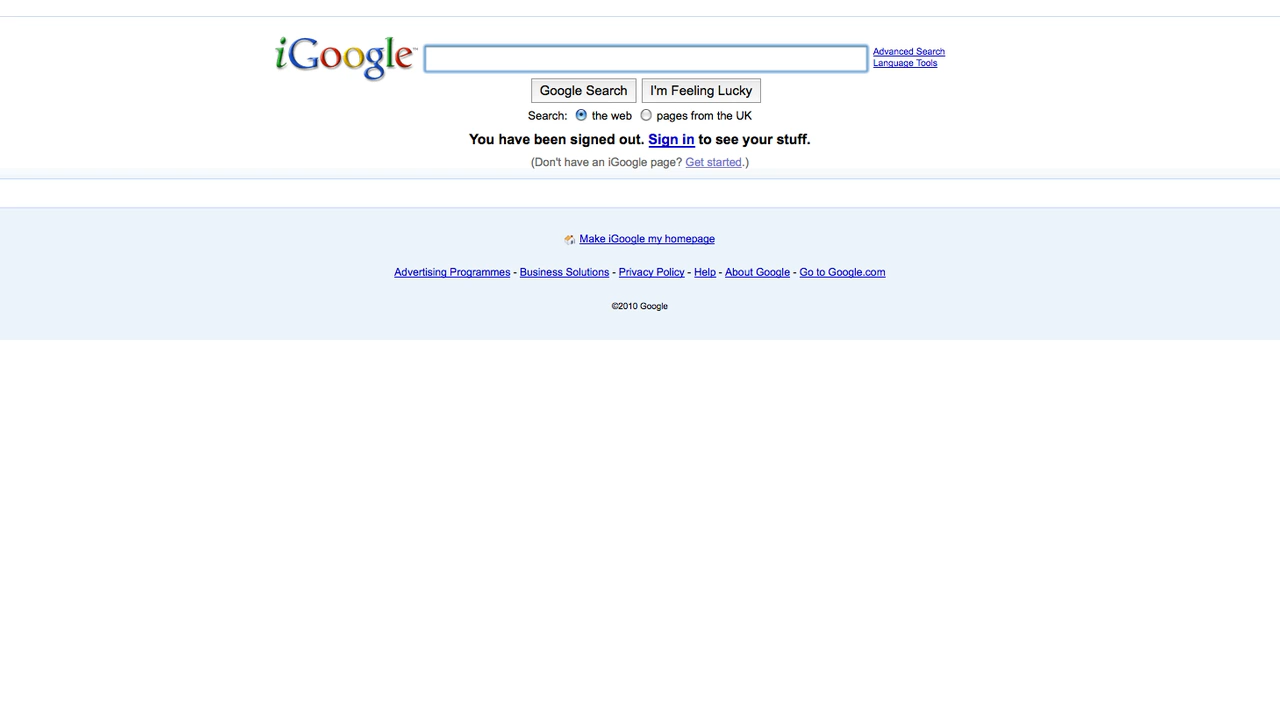 iGoogle™
Advanced Search
Language Tools
Google Search I'm Feeling Lucky
Search: the web pages from the UK
You have been signed out. Sign in to see your stuff.
(Don't have an iGoogle page? Get started.)
Make iGoogle my homepage
Advertising Programmes - Business Solutions - Privacy Policy - Help - About Google - Go to Google.com
©2010 Google